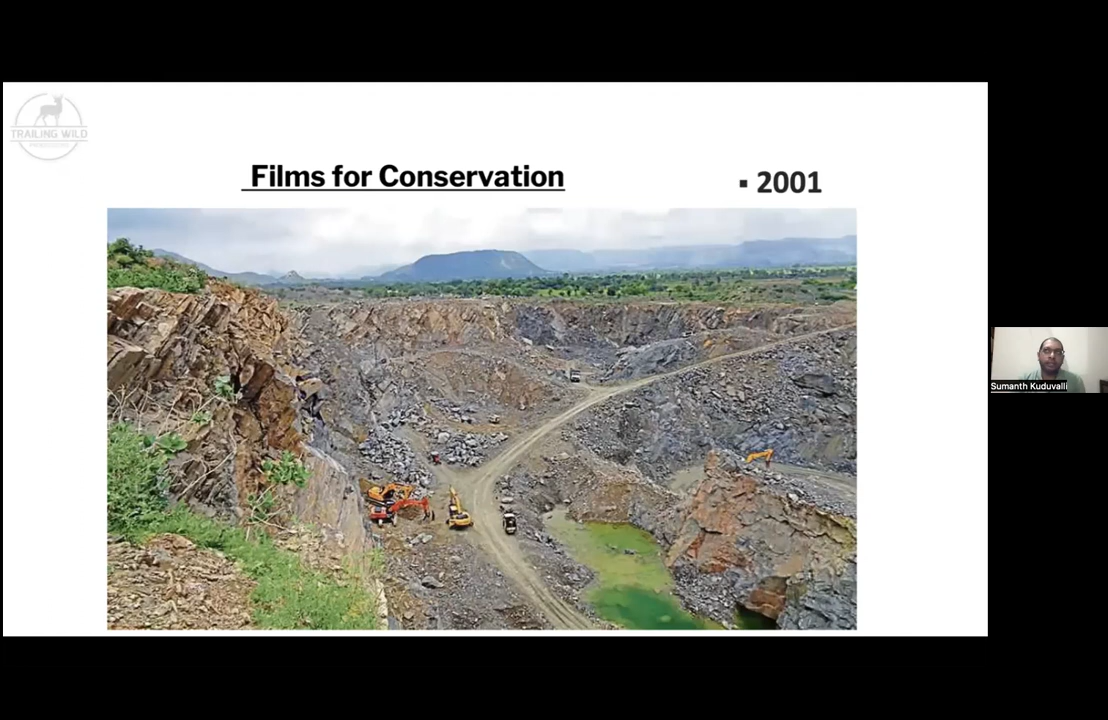 TRAILING WILD
Films for Conservation
▪ 2001
Sumanth Kuduvalli